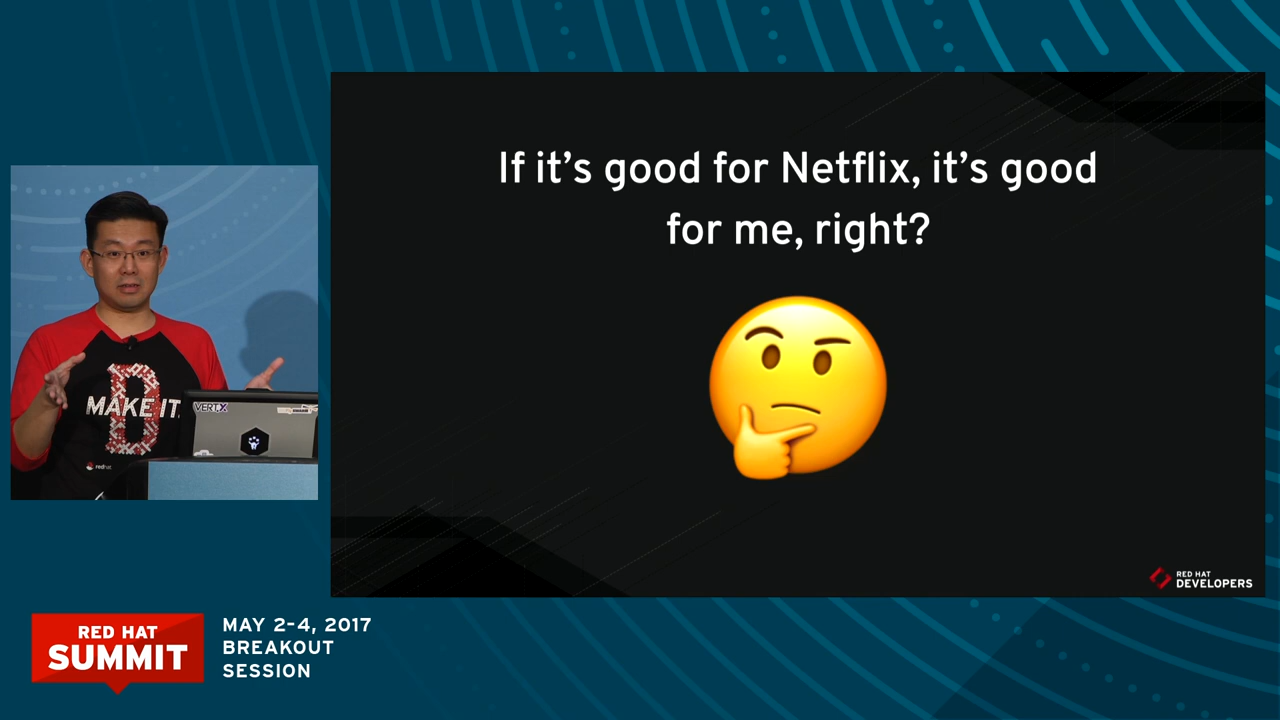 If it's good for Netflix, it's good
for me, right?
MAKE IT.
redhat
VERT.X
RED HAT
DEVELOPERS
RED HAT
SUMMIT
MAY 2-4, 2017
BREAKOUT
SESSION